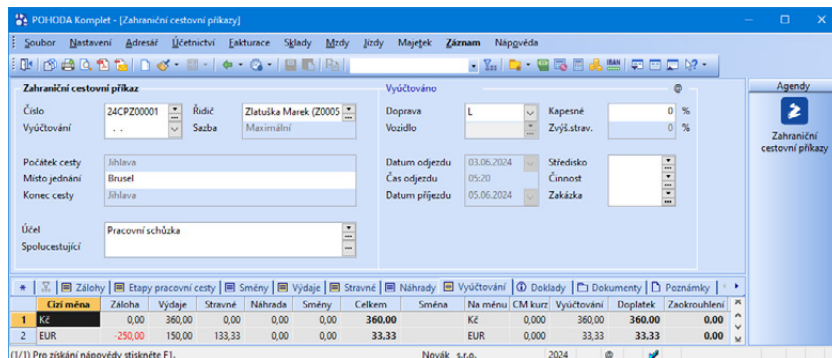 POHODA Komplet - [Zahraniční cestovní příkazy]
Soubor Nastavení Adresář Účetnictví Fakturace Sklady Mzdy Jízdy Majetek Záznam Nápověda
IBAN
Zahraniční cestovní příkaz Vyúčtováno @ Agendy
Číslo 24CPZ00001 Řidič Zlatuška Marek (Z0005 Doprava L Kapesné 0 %
Vyúčtování . . Sazba Maximální Vozidlo Zvýš.strav. 0 %
Zahraniční
cestovní příkazy
Počátek cesty Jihlava Datum odjezdu 03.06.2024 Středisko
Místo jednání Brusel Čas odjezdu 05:20 Činnost
Konec cesty Jihlava Datum příjezdu 05.06.2024 Zakázka
Účel Pracovní schůzka
Spolucestující
* Zálohy Etapy pracovní cesty Směny Výdaje Stravné Náhrady Vyúčtování Doklady Dokumenty Poznámky
Cizí měna Záloha Výdaje Stravné Náhrada Směny Celkem Směna Na měnu CM kurz Vyúčtování Doplatek Zaokrouhlení
1 Kč 0,00 360,00 0,00 0,00 0,00 360.00 Kč 0,000 360,00 360.00 0.00
2 EUR -250,00 150,00 133,33 0,00 0,00 33,33 EUR 0,000 33,33 33.33 0.00
(1/1) Pro získání nápovědy stiskněte F1. Novák s.r.o. 2024 @